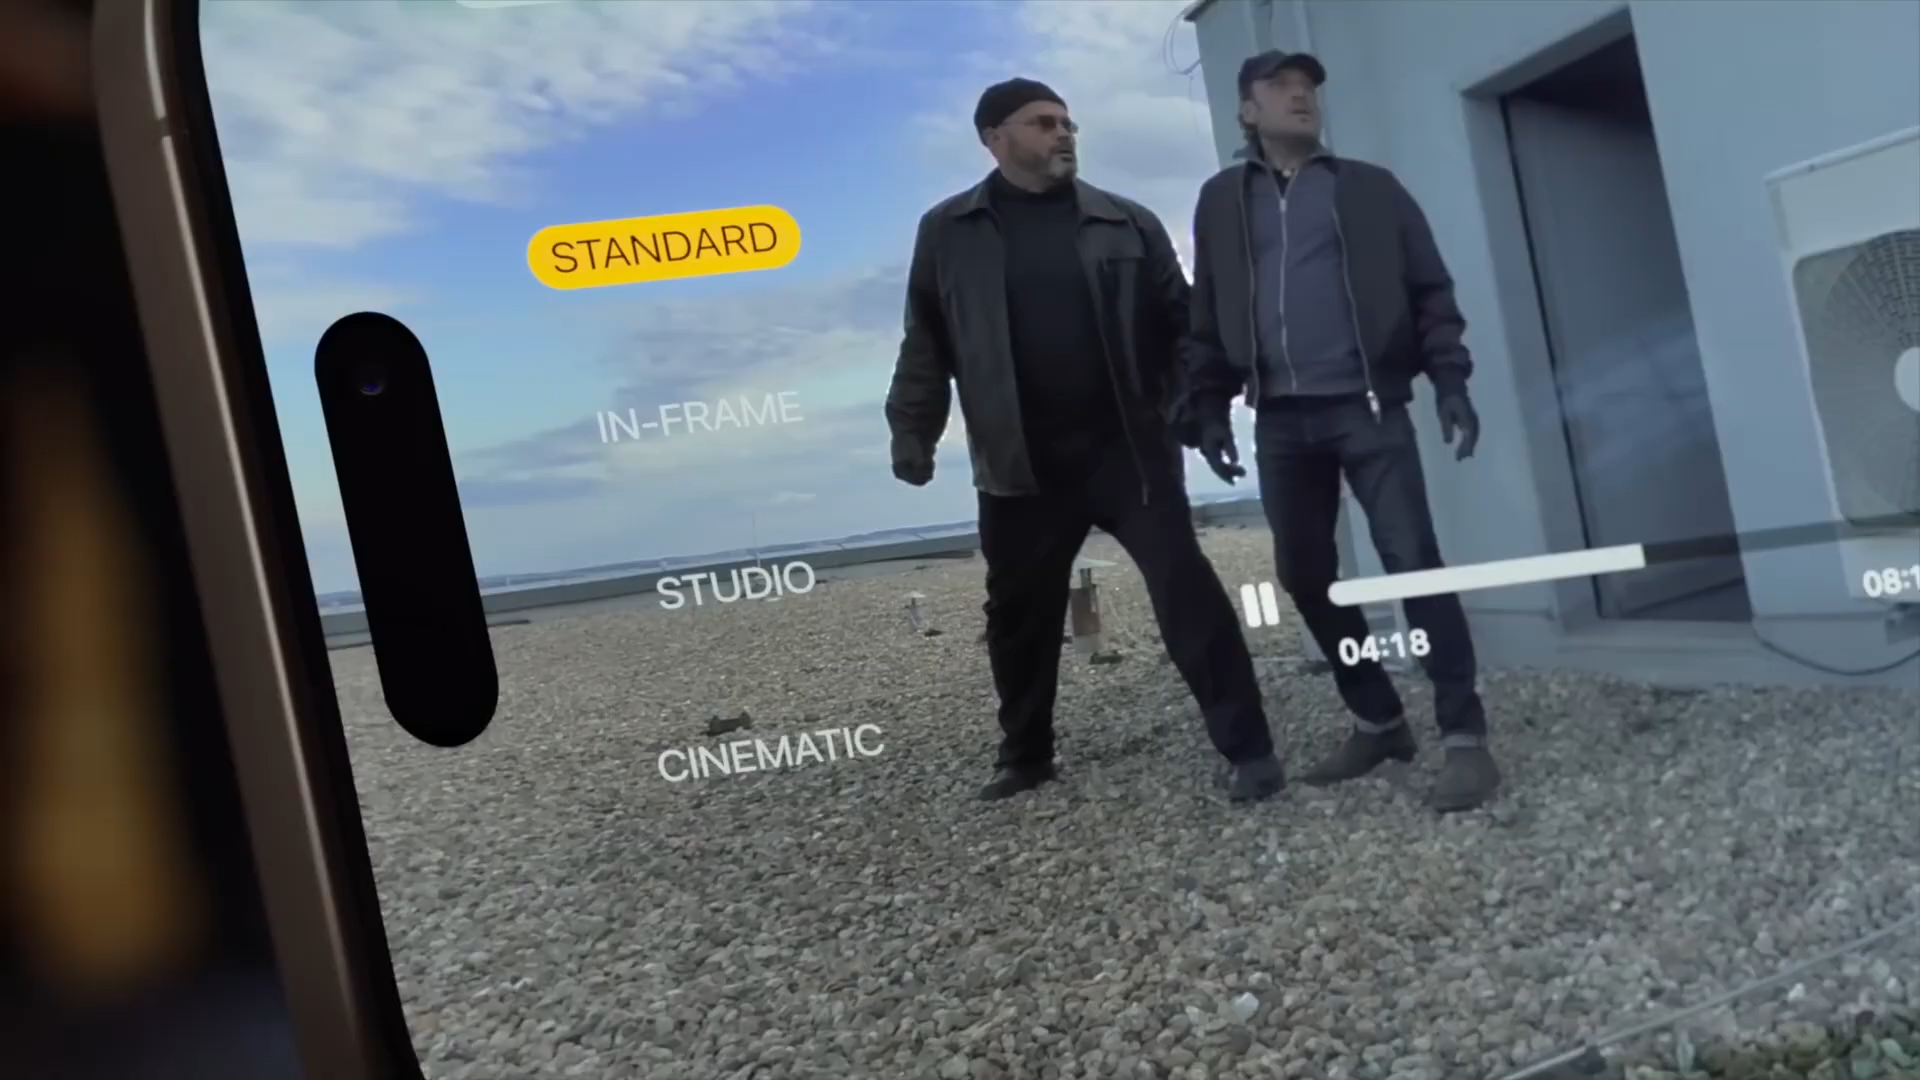 STANDARD
IN-FRAME
STUDIO
CINEMATIC
04:18